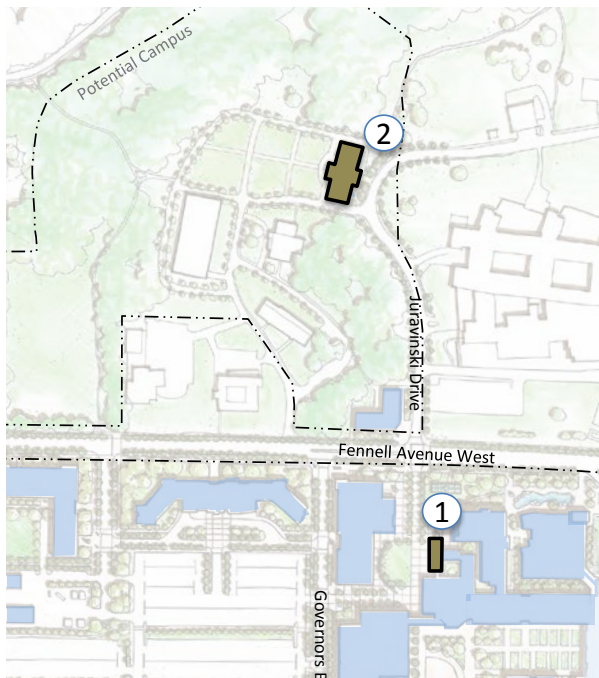 Potential Campus
2
Juravinski Drive
Fennell Avenue West
1
Governors B